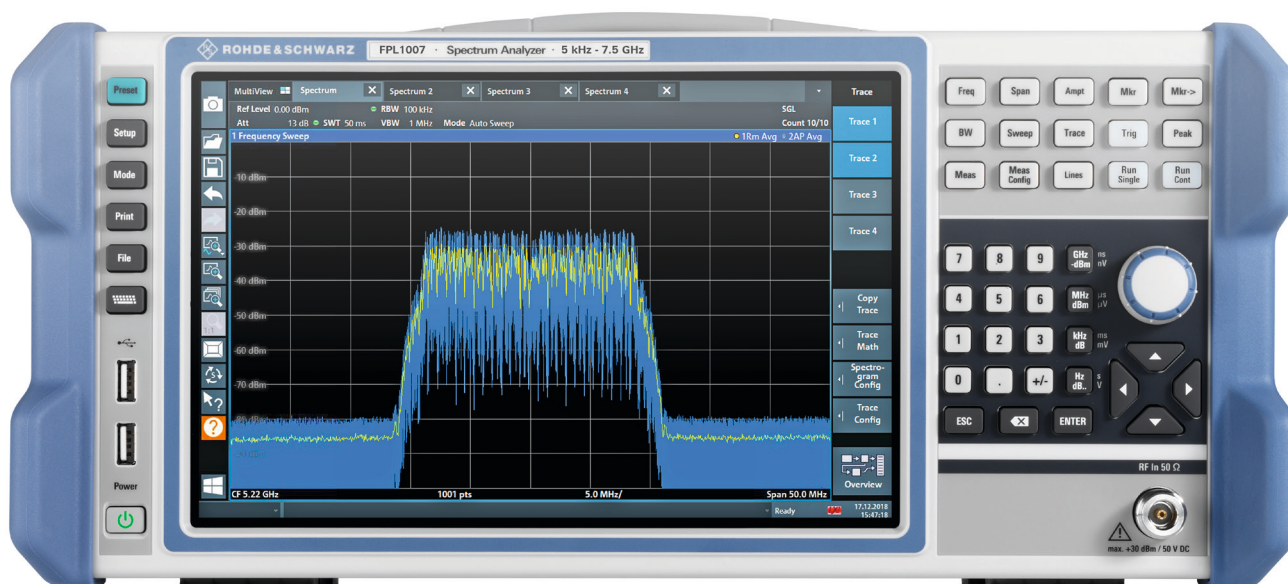 ROHDE & SCHWARZ FPL1007 · Spectrum Analyzer · 5 kHz - 7.5 GHz
Preset
Setup
Mode
Print
File
Power
MultiView Spectrum Spectrum 2 Spectrum 3 Spectrum 4
Ref Level 0.00 dBm RBW 100 kHz SGL
Att 13 dB SWT 50 ms VBW 1 MHz Mode Auto Sweep Count 10/10
1 Frequency Sweep 1Rm Avg 2AP Avg
-10 dBm
-20 dBm
-30 dBm
-40 dBm
-50 dBm
-60 dBm
-70 dBm
CF 5.22 GHz 1001 pts 5.0 MHz/ Span 50.0 MHz
Ready 17.12.2018
15:47:18
Trace
Trace 1
Trace 2
Trace 3
Trace 4
Copy
Trace
Trace
Math
Spectro-
gram
Config
Trace
Config
Overview
Freq Span Ampt Mkr Mkr->
BW Sweep Trace Trig Peak
Meas Meas Config Lines Run Single Run Cont
7 8 9 GHz -dBm ns nV
4 5 6 MHz dBm µs µV
1 2 3 kHz dB ms mV
0 . +/- Hz dB.. s V
ESC ENTER
RF In 50 Ω
max. +30 dBm / 50 V DC